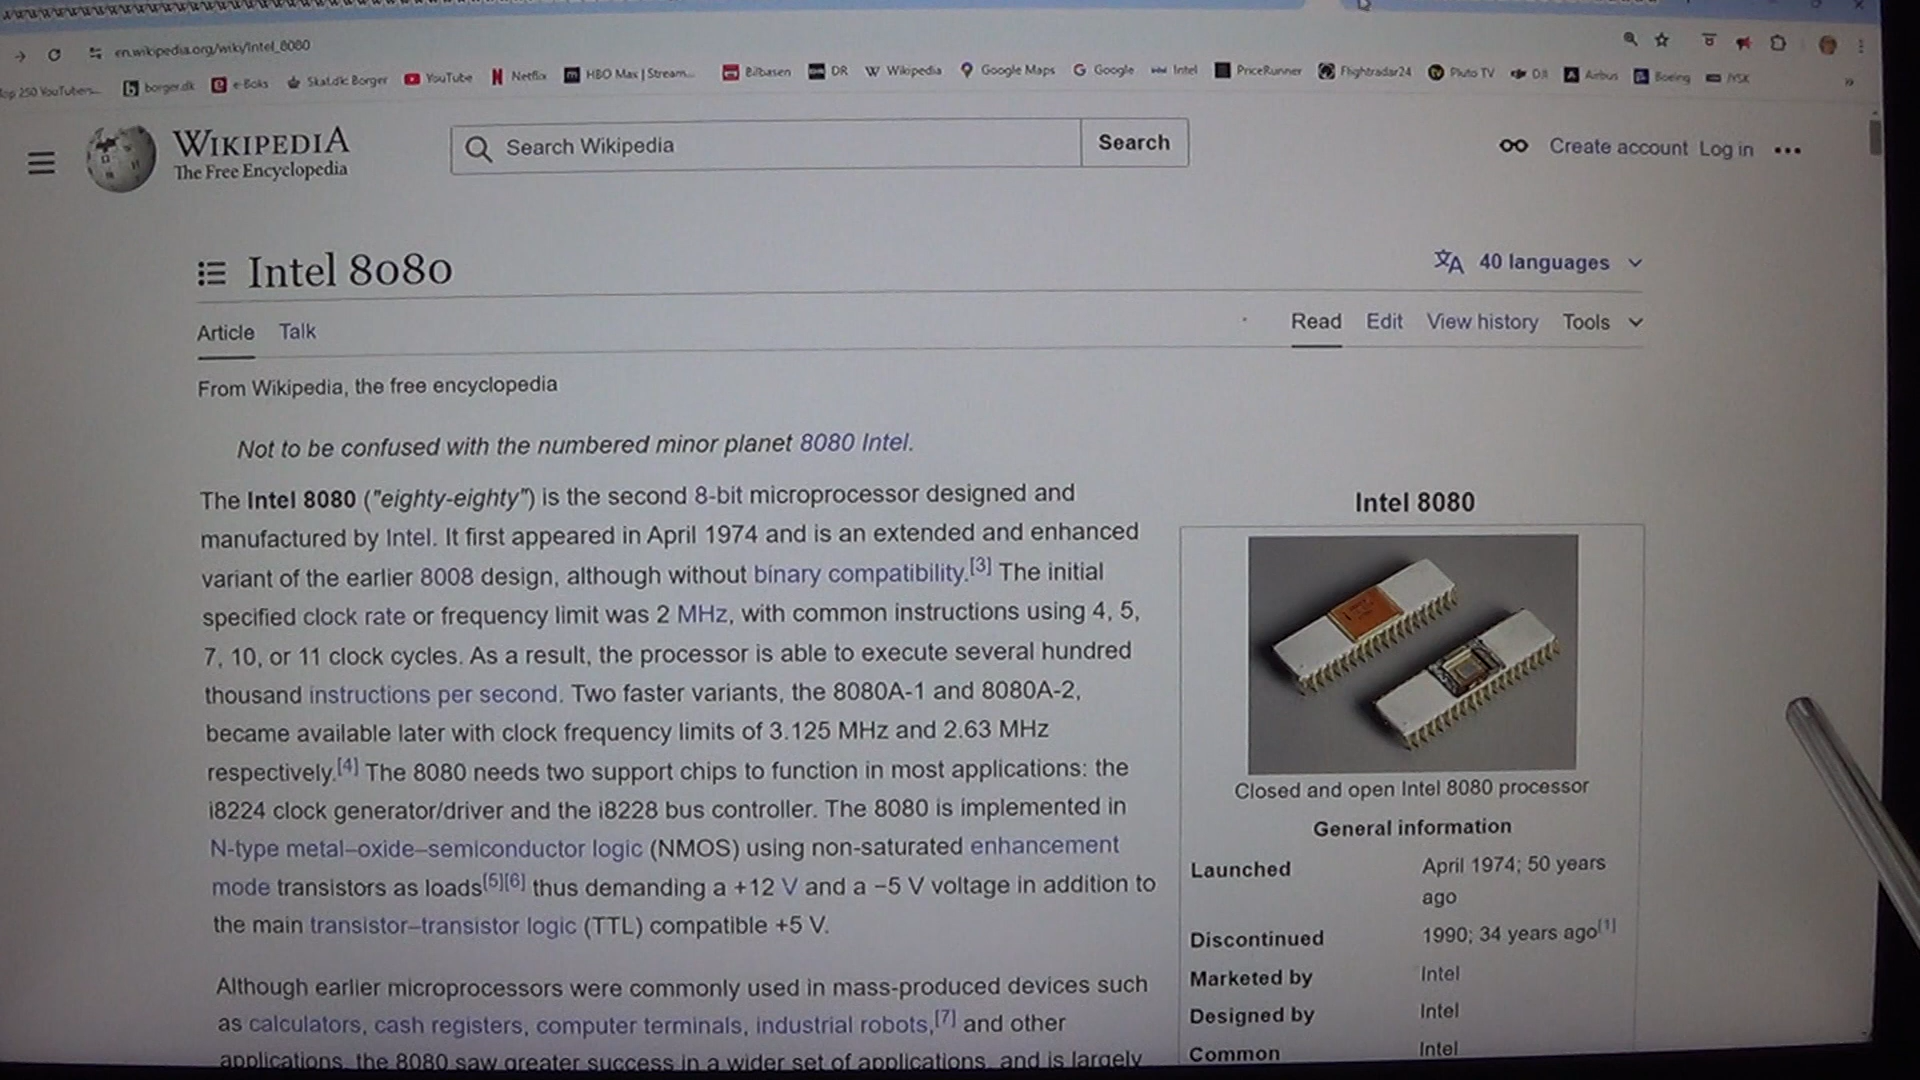 en.wikipedia.org/wiki/Intel_8080
Top 250 YouTubers... borger.dk e-Boks Skat.dk: Borger YouTube Netflix HBO Max | Stream... Bilbasen DR Wikipedia Google Maps Google Intel PriceRunner Flightradar24 Pluto TV DJI Airbus Boeing JYSK
WIKIPEDIA
The Free Encyclopedia
Search Wikipedia
Search
Create account Log in
Intel 8080
40 languages
Article Talk
Read Edit View history Tools
From Wikipedia, the free encyclopedia
Not to be confused with the numbered minor planet 8080 Intel.
The Intel 8080 ("eighty-eighty") is the second 8-bit microprocessor designed and
manufactured by Intel. It first appeared in April 1974 and is an extended and enhanced
variant of the earlier 8008 design, although without binary compatibility.[3] The initial
specified clock rate or frequency limit was 2 MHz, with common instructions using 4, 5,
7, 10, or 11 clock cycles. As a result, the processor is able to execute several hundred
thousand instructions per second. Two faster variants, the 8080A-1 and 8080A-2,
became available later with clock frequency limits of 3.125 MHz and 2.63 MHz
respectively.[4] The 8080 needs two support chips to function in most applications: the
i8224 clock generator/driver and the i8228 bus controller. The 8080 is implemented in
N-type metal–oxide–semiconductor logic (NMOS) using non-saturated enhancement
mode transistors as loads[5][6] thus demanding a +12 V and a −5 V voltage in addition to
the main transistor–transistor logic (TTL) compatible +5 V.
Although earlier microprocessors were commonly used in mass-produced devices such
as calculators, cash registers, computer terminals, industrial robots,[7] and other
applications, the 8080 saw greater success in a wider set of applications, and is largely
Intel 8080
Closed and open Intel 8080 processor
General information
Launched April 1974; 50 years
ago
Discontinued 1990; 34 years ago[1]
Marketed by Intel
Designed by Intel
Common Intel